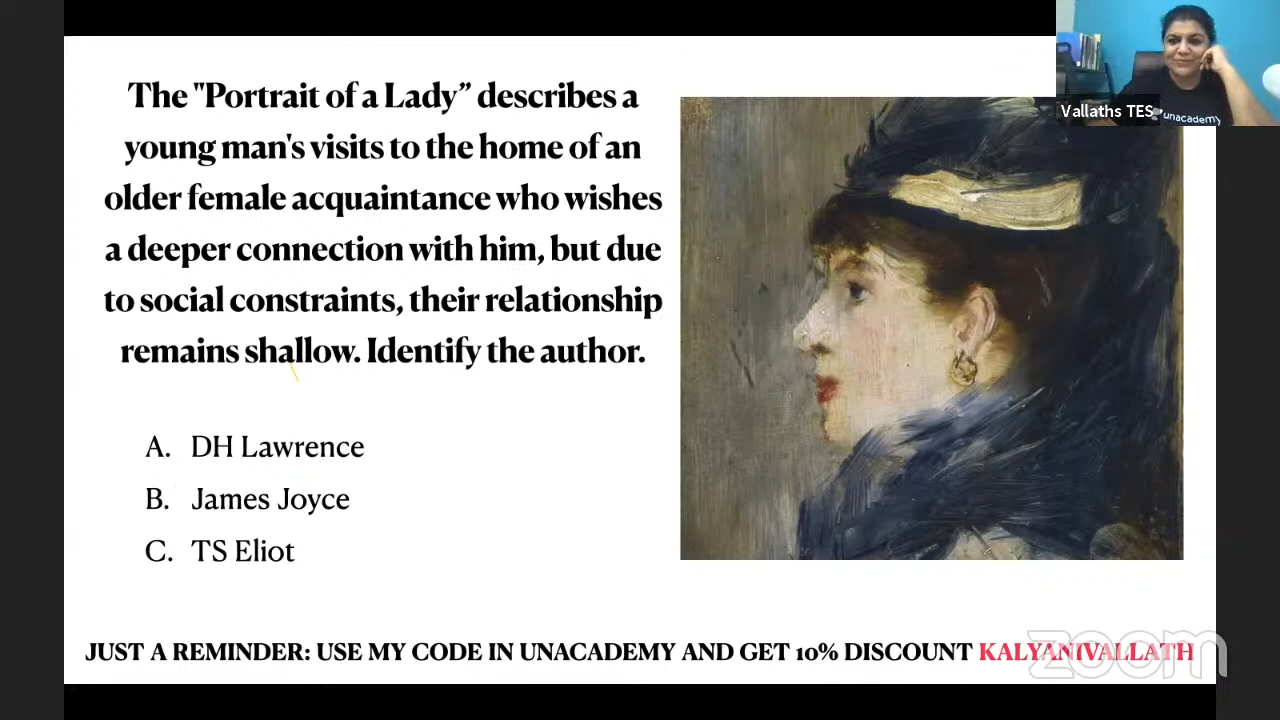 The "Portrait of a Lady” describes a
young man's visits to the home of an
older female acquaintance who wishes
a deeper connection with him, but due
to social constraints, their relationship
remains shallow. Identify the author.
A. DH Lawrence
B. James Joyce
C. TS Eliot
JUST A REMINDER: USE MY CODE IN UNACADEMY AND GET 10% DISCOUNT KALYANIVALLATH
Vallaths TES
unacademy
zoom